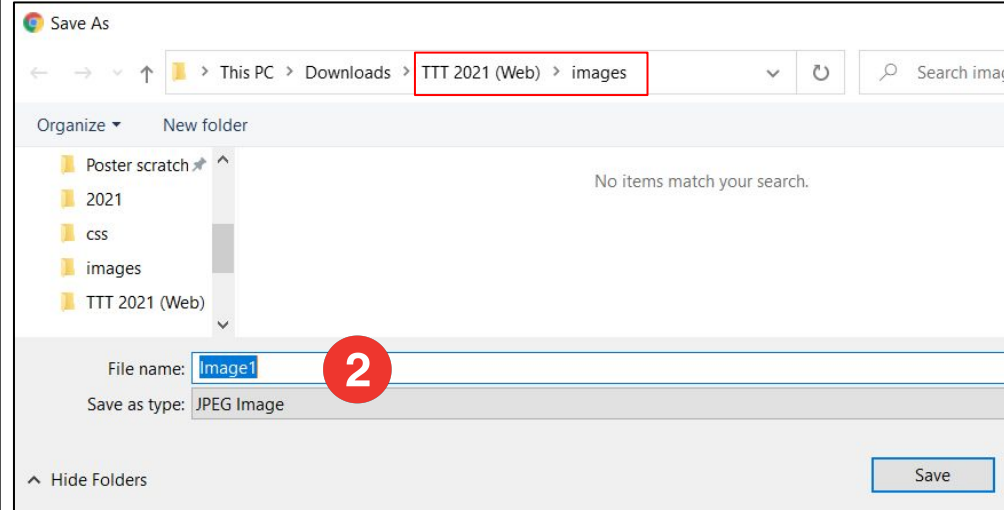 Save As
This PC > Downloads > TTT 2021 (Web) > images
Search imag
Organize
New folder
Poster scratch
No items match your search.
2021
css
images
TTT 2021 (Web)
File name: Image1
2
Save as type: JPEG Image
Hide Folders
Save